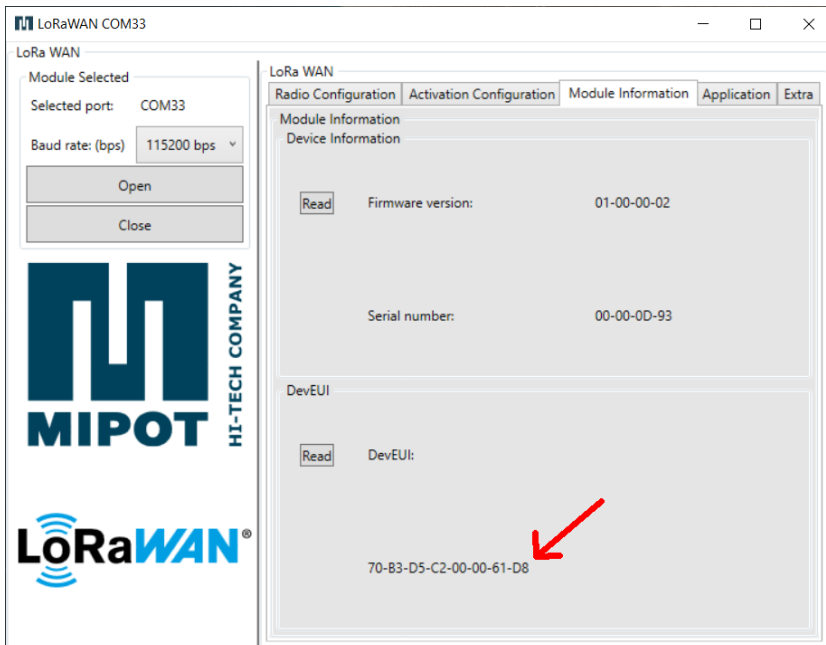 LoRaWAN COM33
LoRa WAN
Module Selected
Selected port: COM33
Baud rate: (bps) 115200 bps
Open
Close
MIPOT
HI-TECH COMPANY
LoRaWAN®
LoRa WAN
Radio Configuration Activation Configuration Module Information Application Extra
Module Information
Device Information
Read Firmware version: 01-00-00-02
Serial number: 00-00-0D-93
DevEUI
Read DevEUI:
70-B3-D5-C2-00-00-61-D8